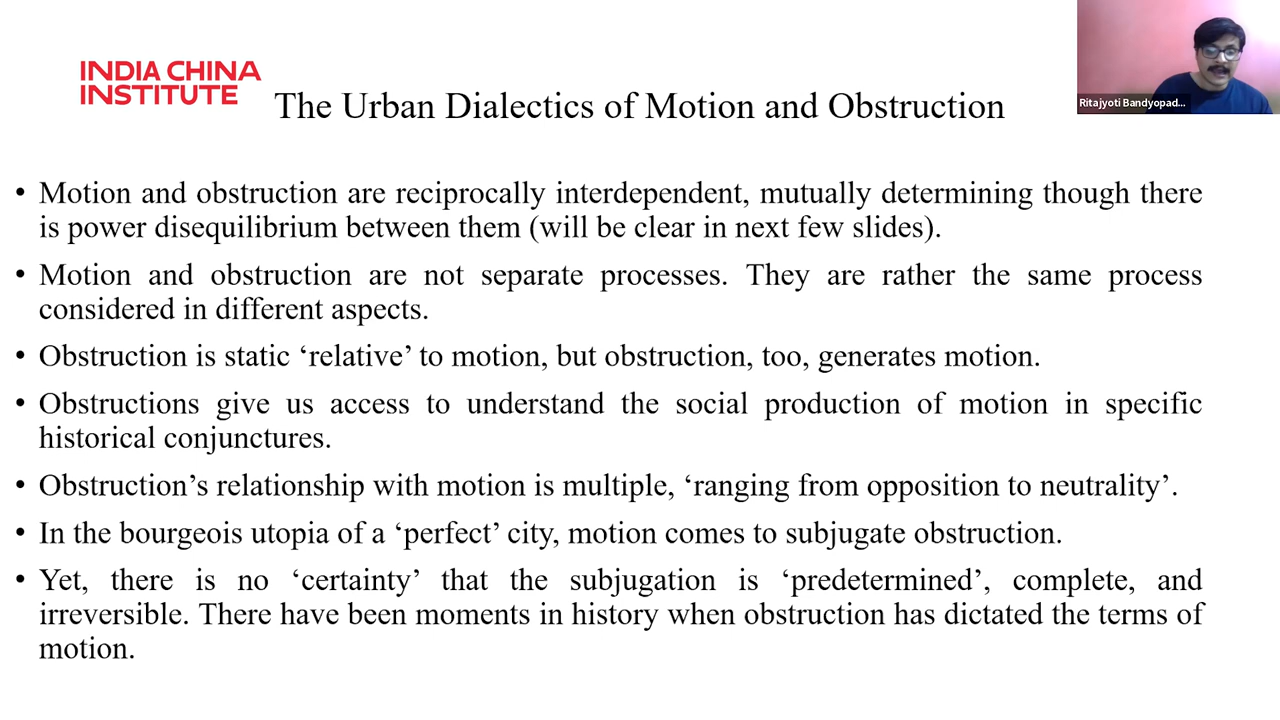 INDIA CHINA
INSTITUTE
The Urban Dialectics of Motion and Obstruction
Ritajyoti Bandyopad...
• Motion and obstruction are reciprocally interdependent, mutually determining though there
is power disequilibrium between them (will be clear in next few slides).
• Motion and obstruction are not separate processes. They are rather the same process
considered in different aspects.
• Obstruction is static ‘relative’ to motion, but obstruction, too, generates motion.
• Obstructions give us access to understand the social production of motion in specific
historical conjunctures.
• Obstruction’s relationship with motion is multiple, ‘ranging from opposition to neutrality’.
• In the bourgeois utopia of a ‘perfect’ city, motion comes to subjugate obstruction.
• Yet, there is no ‘certainty’ that the subjugation is ‘predetermined’, complete, and
irreversible. There have been moments in history when obstruction has dictated the terms of
motion.